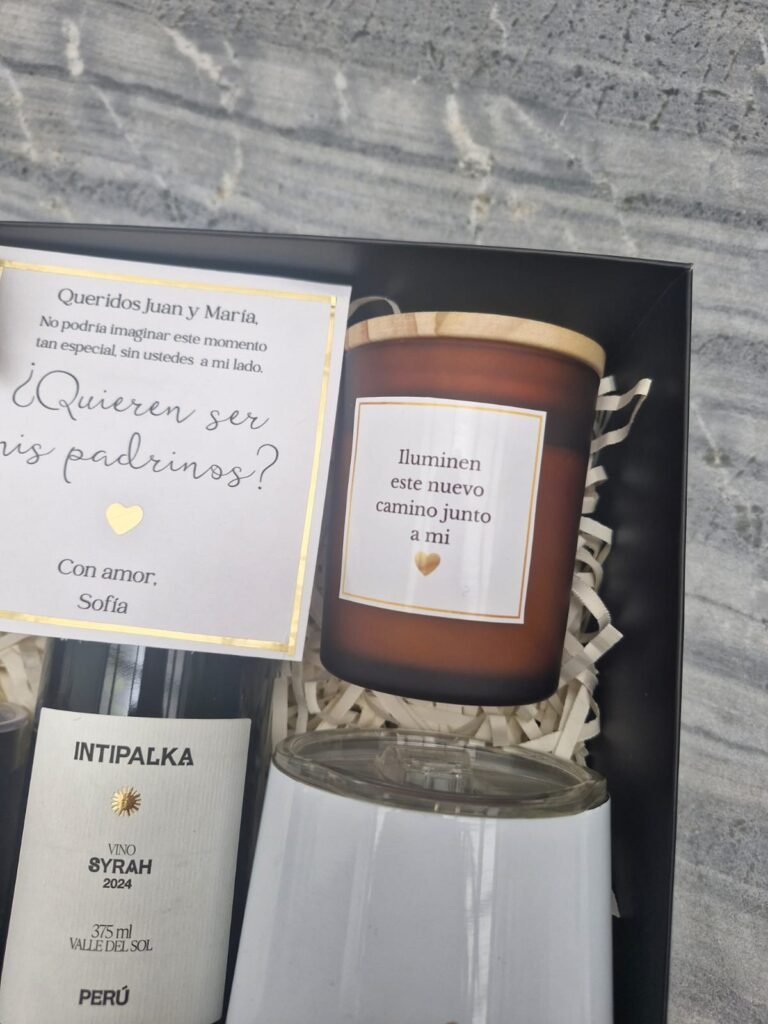 Queridos Juan y María,
No podría imaginar este momento
tan especial, sin ustedes a mi lado.
¿Quieren ser
mis padrinos?
Con amor,
Sofía
Iluminen
este nuevo
camino junto
a mi
INTIPALKA
VINO
SYRAH
2024
375 ml
VALLE DEL SOL
PERÚ